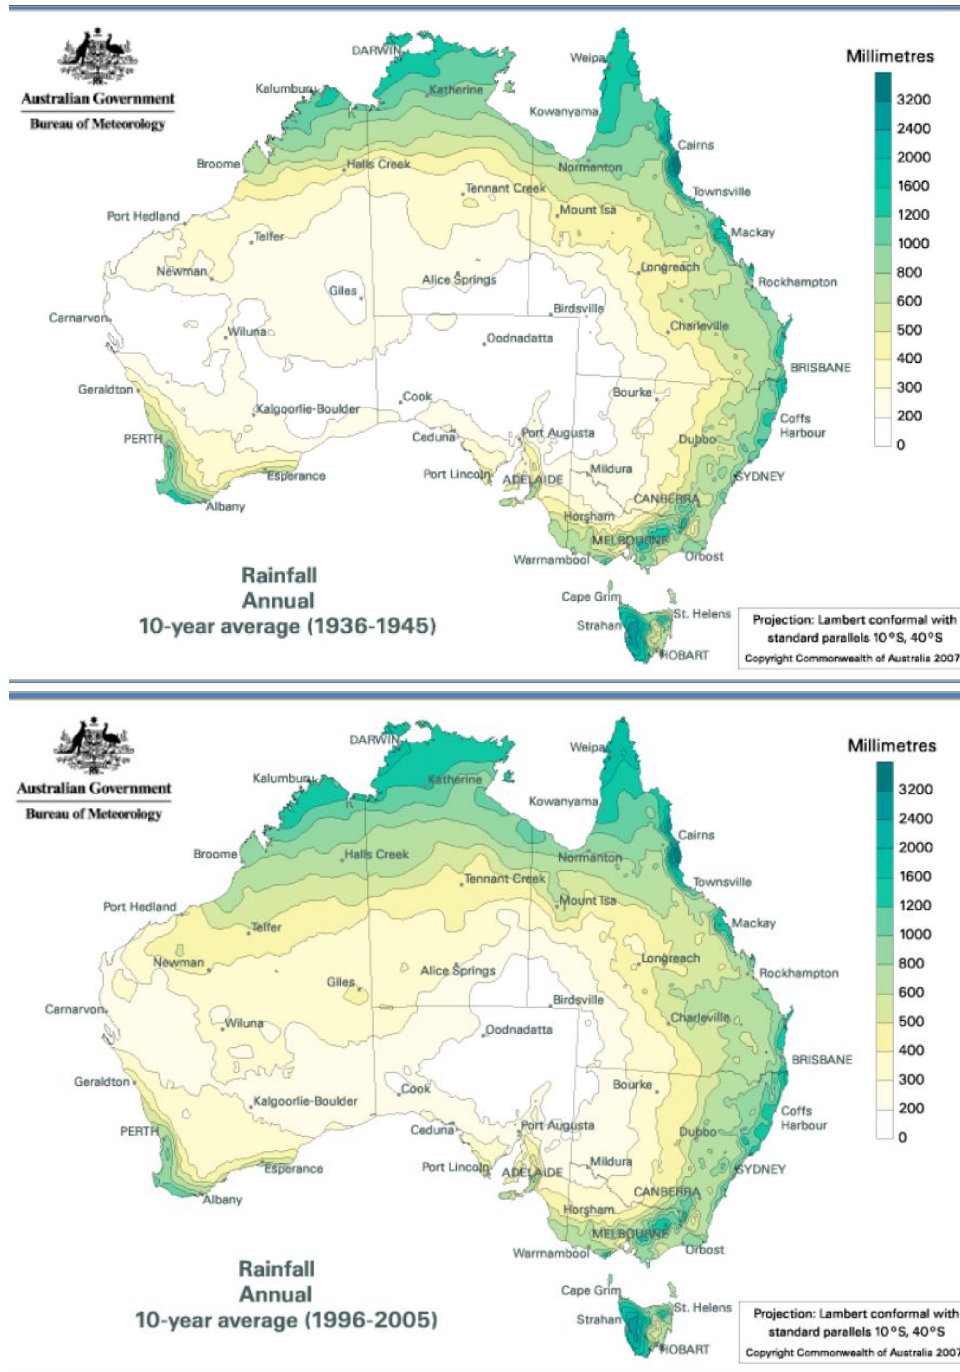 Australian Government
Bureau of Meteorology
Millimetres
3200
2400
2000
1600
1200
1000
800
600
500
400
300
200
0
DARWIN
Weipa
Kalumburu
Katherine
Kowanyama
Cairns
Broome
Halls Creek
Normanton
Tennant Creek
Townsville
Port Hedland
Mount Isa
Telfer
Mackay
Newman
Longreach
Alice Springs
Rockhampton
Giles
Birdsville
Carnarvon
Wiluna
Charleville
Oodnadatta
BRISBANE
Geraldton
Cook
Bourke
Kalgoorlie-Boulder
Coffs
Harbour
PERTH
Ceduna
Port Augusta
Dubbo
Port Lincoln
ADELAIDE
Mildura
SYDNEY
Esperance
CANBERRA
Albany
Horsham
MELBOURNE
Warrnambool
Orbost
Rainfall
Annual
10-year average (1936-1945)
Cape Grim
St. Helens
Strahan
HOBART
Projection: Lambert conformal with
standard parallels 10°S, 40°S
Copyright Commonwealth of Australia 2007
Australian Government
Bureau of Meteorology
Millimetres
3200
2400
2000
1600
1200
1000
800
600
500
400
300
200
0
DARWIN
Weipa
Kalumburu
Katherine
Kowanyama
Cairns
Broome
Halls Creek
Normanton
Tennant Creek
Townsville
Port Hedland
Mount Isa
Telfer
Mackay
Newman
Longreach
Alice Springs
Rockhampton
Giles
Birdsville
Carnarvon
Wiluna
Charleville
Oodnadatta
BRISBANE
Geraldton
Cook
Bourke
Kalgoorlie-Boulder
Coffs
Harbour
PERTH
Ceduna
Port Augusta
Dubbo
Port Lincoln
ADELAIDE
Mildura
SYDNEY
Esperance
CANBERRA
Albany
Horsham
MELBOURNE
Warrnambool
Orbost
Rainfall
Annual
10-year average (1996-2005)
Cape Grim
St. Helens
Strahan
HOBART
Projection: Lambert conformal with
standard parallels 10°S, 40°S
Copyright Commonwealth of Australia 2007